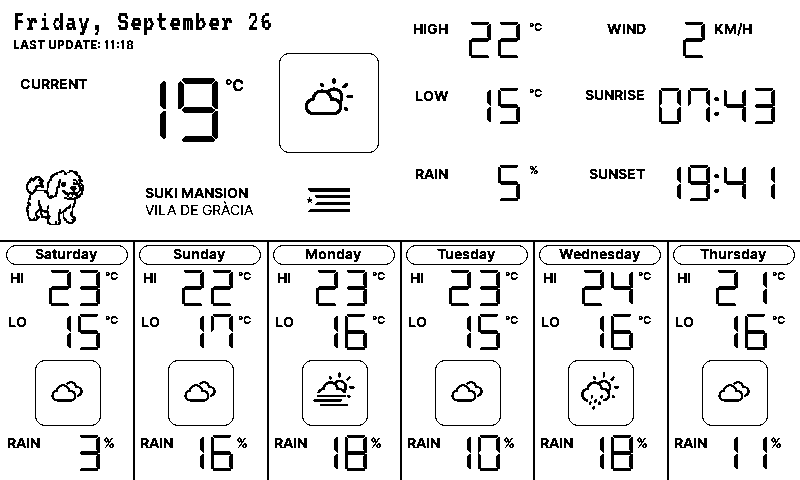 Friday, September 26
LAST UPDATE: 11:18
CURRENT 19 °C
SUKI MANSION
VILA DE GRÀCIA
HIGH 22 °C
LOW 15 °C
RAIN 5 %
WIND 2 KM/H
SUNRISE 07:43
SUNSET 19:41
Saturday
HI 23 °C
LO 15 °C
RAIN 3 %
Sunday
HI 22 °C
LO 17 °C
RAIN 16 %
Monday
HI 23 °C
LO 16 °C
RAIN 18 %
Tuesday
HI 23 °C
LO 15 °C
RAIN 10 %
Wednesday
HI 24 °C
LO 16 °C
RAIN 18 %
Thursday
HI 21 °C
LO 16 °C
RAIN 11 %